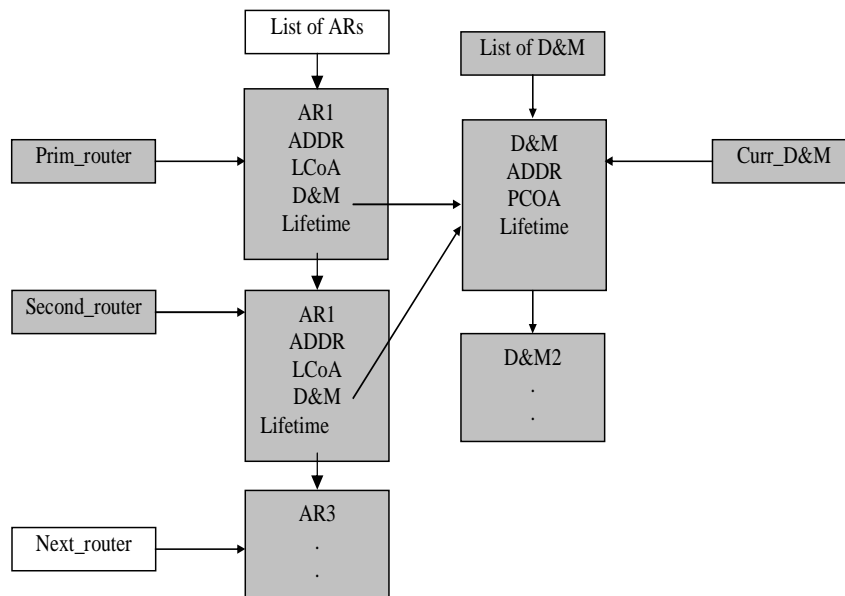 List of ARs
List of D&M
Prim_router
AR1
ADDR
LCoA
D&M
Lifetime
D&M
ADDR
PCOA
Lifetime
Curr_D&M
Second_router
AR1
ADDR
LCoA
D&M
Lifetime
D&M2
.
.
Next_router
AR3
.
.